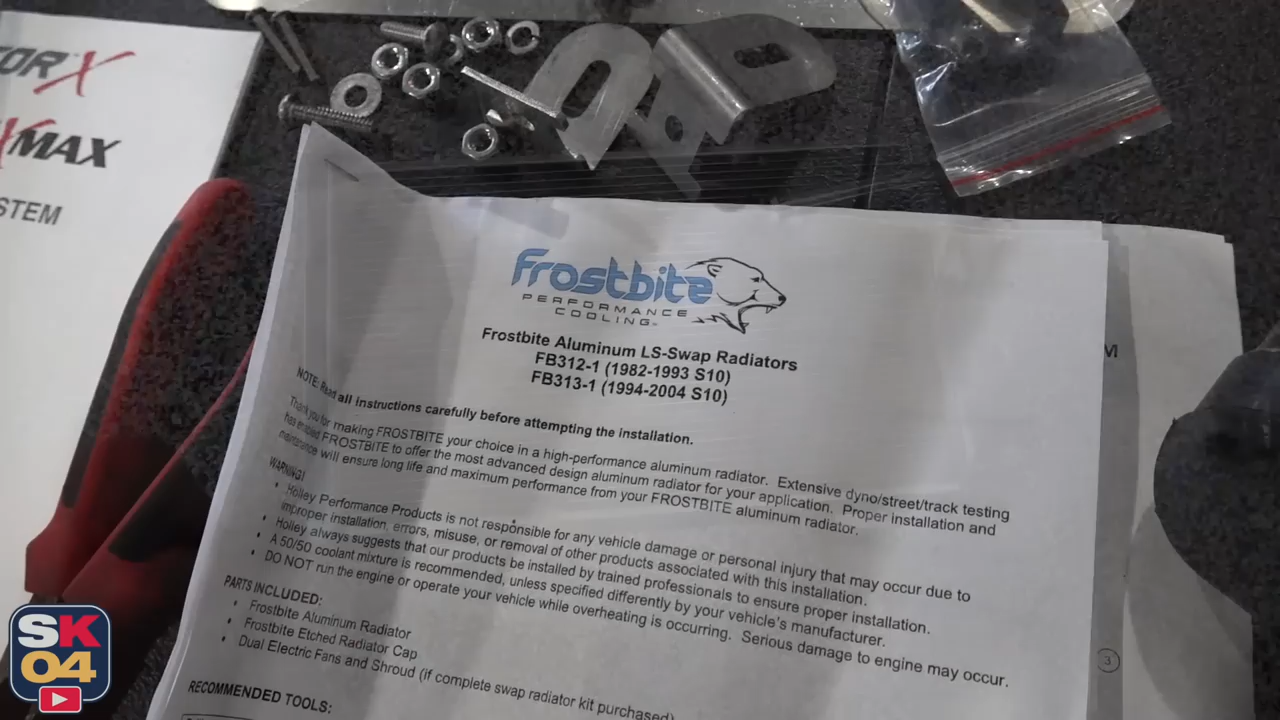 TOR-X
XMAX
STEM
Frostbite
PERFORMANCE
COOLING
Frostbite Aluminum LS-Swap Radiators
FB312-1 (1982-1993 S10)
FB313-1 (1994-2004 S10)
NOTE: Read all instructions carefully before attempting the installation.
Thank you for making FROSTBITE your choice in a high-performance aluminum radiator. Extensive dyno/street/track testing
has enabled FROSTBITE to offer the most advanced design aluminum radiator for your application. Proper installation and
maintenance will ensure long life and maximum performance from your FROSTBITE aluminum radiator.
WARNING!
• Holley Performance Products is not responsible for any vehicle damage or personal injury that may occur due to
improper installation, errors, misuse, or removal of other products associated with this installation.
• Holley always suggests that our products be installed by trained professionals to ensure proper installation.
• A 50/50 coolant mixture is recommended, unless specified differently by your vehicle's manufacturer.
• DO NOT run the engine or operate your vehicle while overheating is occurring. Serious damage to engine may occur.
PARTS INCLUDED:
• Frostbite Aluminum Radiator
• Frostbite Etched Radiator Cap
• Dual Electric Fans and Shroud (if complete swap radiator kit purchased)
RECOMMENDED TOOLS:
M
3
SK
04